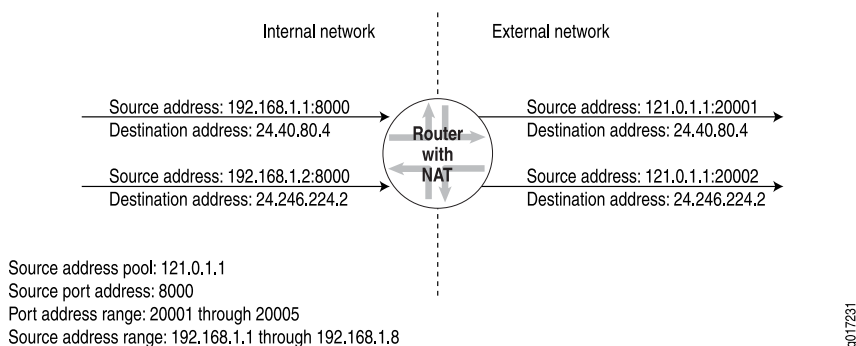 Internal network
External network
Source address: 192.168.1.1:8000
Destination address: 24.40.80.4
Source address: 121.0.1.1:20001
Destination address: 24.40.80.4
Router
with
NAT
Source address: 192.168.1.2:8000
Destination address: 24.246.224.2
Source address: 121.0.1.1:20002
Destination address: 24.246.224.2
Source address pool: 121.0.1.1
Source port address: 8000
Port address range: 20001 through 20005
Source address range: 192.168.1.1 through 192.168.1.8
g017231